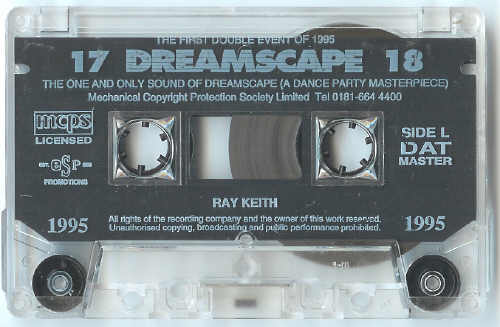 THE FIRST DOUBLE EVENT OF 1995
17 DREAMSCAPE 18
THE ONE AND ONLY SOUND OF DREAMSCAPE (A DANCE PARTY MASTERPIECE)
Mechanical Copyright Protection Society Limited Tel 0181-664 4400
mcps
LICENSED
EST. ESP 1989
PROMOTIONS
SIDE L
DAT
MASTER
RAY KEITH
1995
All rights of the recording company and the owner of this work reserved.
Unauthorised copying, broadcasting and public performance prohibited.
1995